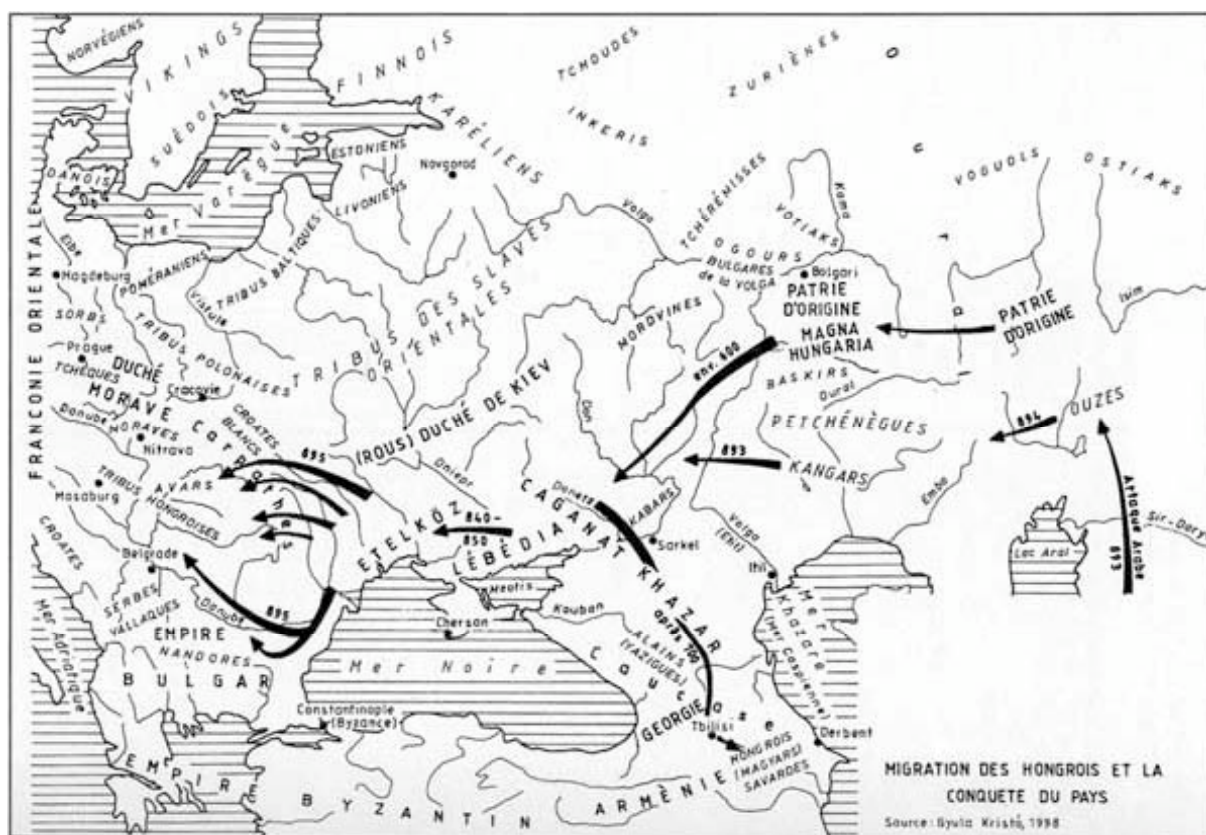 NORVÉGIENS
VIKINGS
SUÉDOIS
FINNOIS
TCHOUDES
ZURIÈNES
INKERIS
KARÉLIENS
ESTONIENS
Novgorod
DANOIS
LIVONIENS
Mer Varègue
VOGULS
OSTIAKS
Kama
Volga
TCHÉRÉMISSES
VOTIAKS
OGOURS
Elbe
Magdeburg
POMÉRANIENS
TRIBUS BALTIQUES
Vistule
BULGARES
de la VOLGA
Bolgari
PATRIE
D'ORIGINE
MAGNA
HUNGARIA
PATRIE
D'ORIGINE
Isim
FRANCONIE ORIENTALE
SORBS
TRIBUS POLONAISES
TRIBUS DES SLAVES
ORIENTALES
MORDVINES
env. 400
BASKIRS
Oural
Prague
DUCHÉ
TCHÈQUES
MORAVE
Cracovie
CROATES
BLANCS
(ROUS) DUCHÉ DE KIEV
Don
PETCHÉNÈGUES
894
OUZES
Danube
MORAVES
Nitrava
Carpathes
895
Dniepr
893
KANGARS
Emba
Mosaburg
AVARS
TRIBUS HONGROISES
ETELKÖZ
840-
850
LÉBÉDIA
Donetz
CAGANAT KHAZAR
KABARS
Sarkel
Volga
(Etil)
Itil
Lac Aral
Sir-Darya
Attaque Arabe
893
CROATES
Belgrade
SERBES
VALLAQUES
Danube
895
Meotis
Cherson
Kouban
après 700
ALAINS
(YAZIGUES)
Mer Khazare
(Mer Caspienne)
Mer Adriatique
EMPIRE
NANDORES
BULGAR
Mer Noire
Caucase
GEORGIE
Tbilisi
Derbent
Constantinople
(Byzance)
HONGROIS
(MAGYARS)
SAVARDES
EMPIRE BYZANTIN
ARMÈNIE
MIGRATION DES HONGROIS ET LA
CONQUETE DU PAYS
Source: Gyula Kristó, 1998